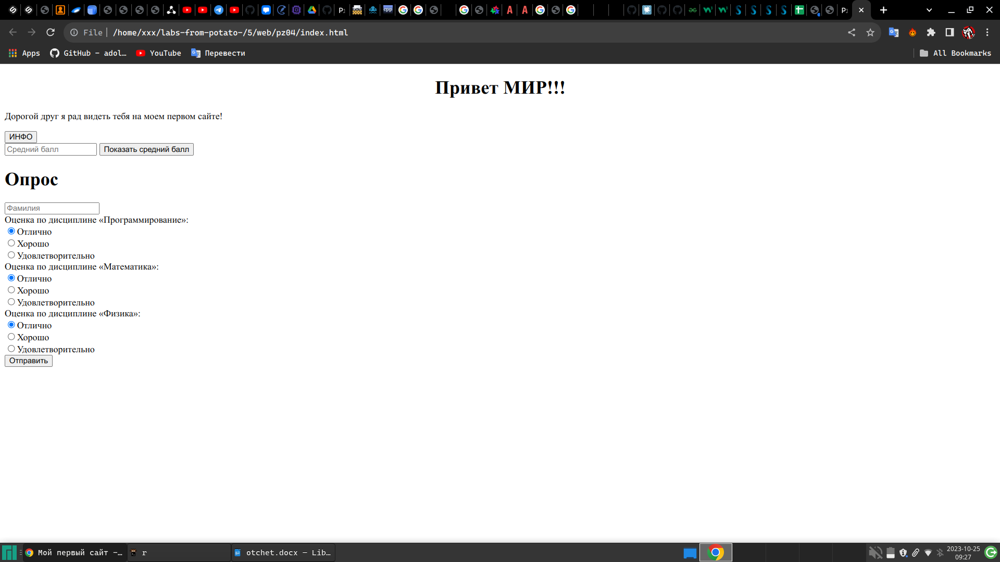 File /home/xxx/labs-from-potato-/5/web/pz04/index.html
Apps GitHub - adol… YouTube Перевести All Bookmarks
Привет МИР!!!
Дорогой друг я рад видеть тебя на моем первом сайте!
ИНФО
Средний балл Показать средний балл
Опрос
Фамилия
Оценка по дисциплине «Программирование»:
Отлично
Хорошо
Удовлетворительно
Оценка по дисциплине «Математика»:
Отлично
Хорошо
Удовлетворительно
Оценка по дисциплине «Физика»:
Отлично
Хорошо
Удовлетворительно
Отправить
Мой первый сайт -… r otchet.docx — Lib… 2023-10-25
09:27